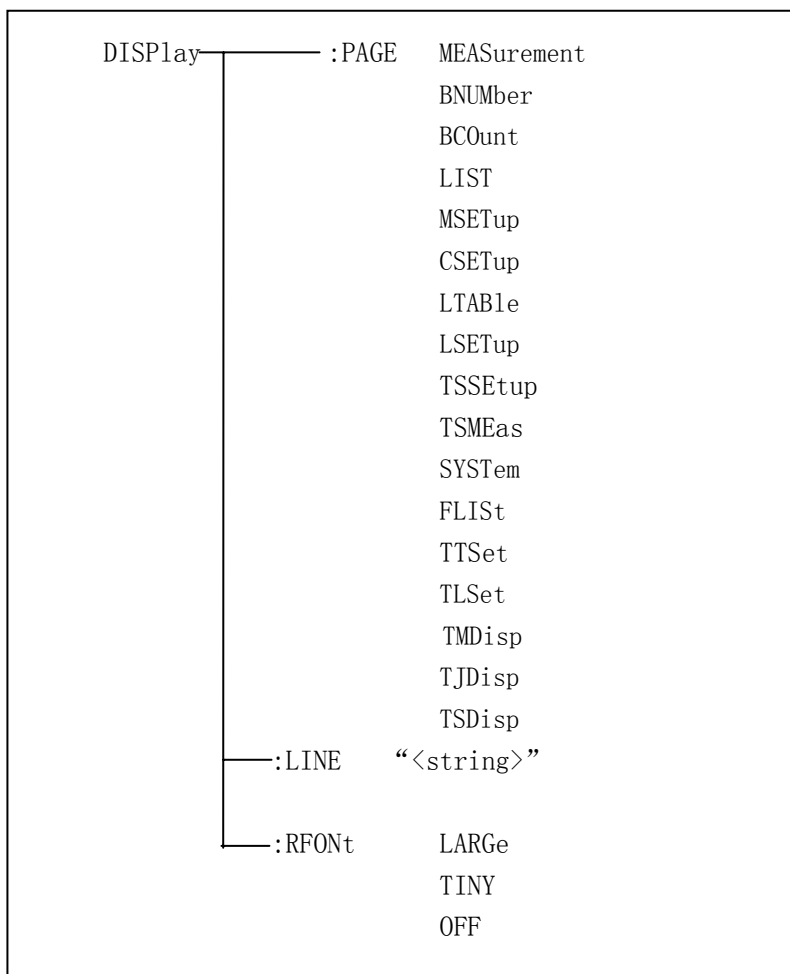 DISPlay :PAGE MEASurement
BNUMber
BCOunt
LIST
MSETup
CSETup
LTABle
LSETup
TSSEtup
TSMEas
SYSTem
FLISt
TTSet
TLSet
TMDisp
TJDisp
TSDisp
:LINE “<string>”
:RFONt LARGe
TINY
OFF